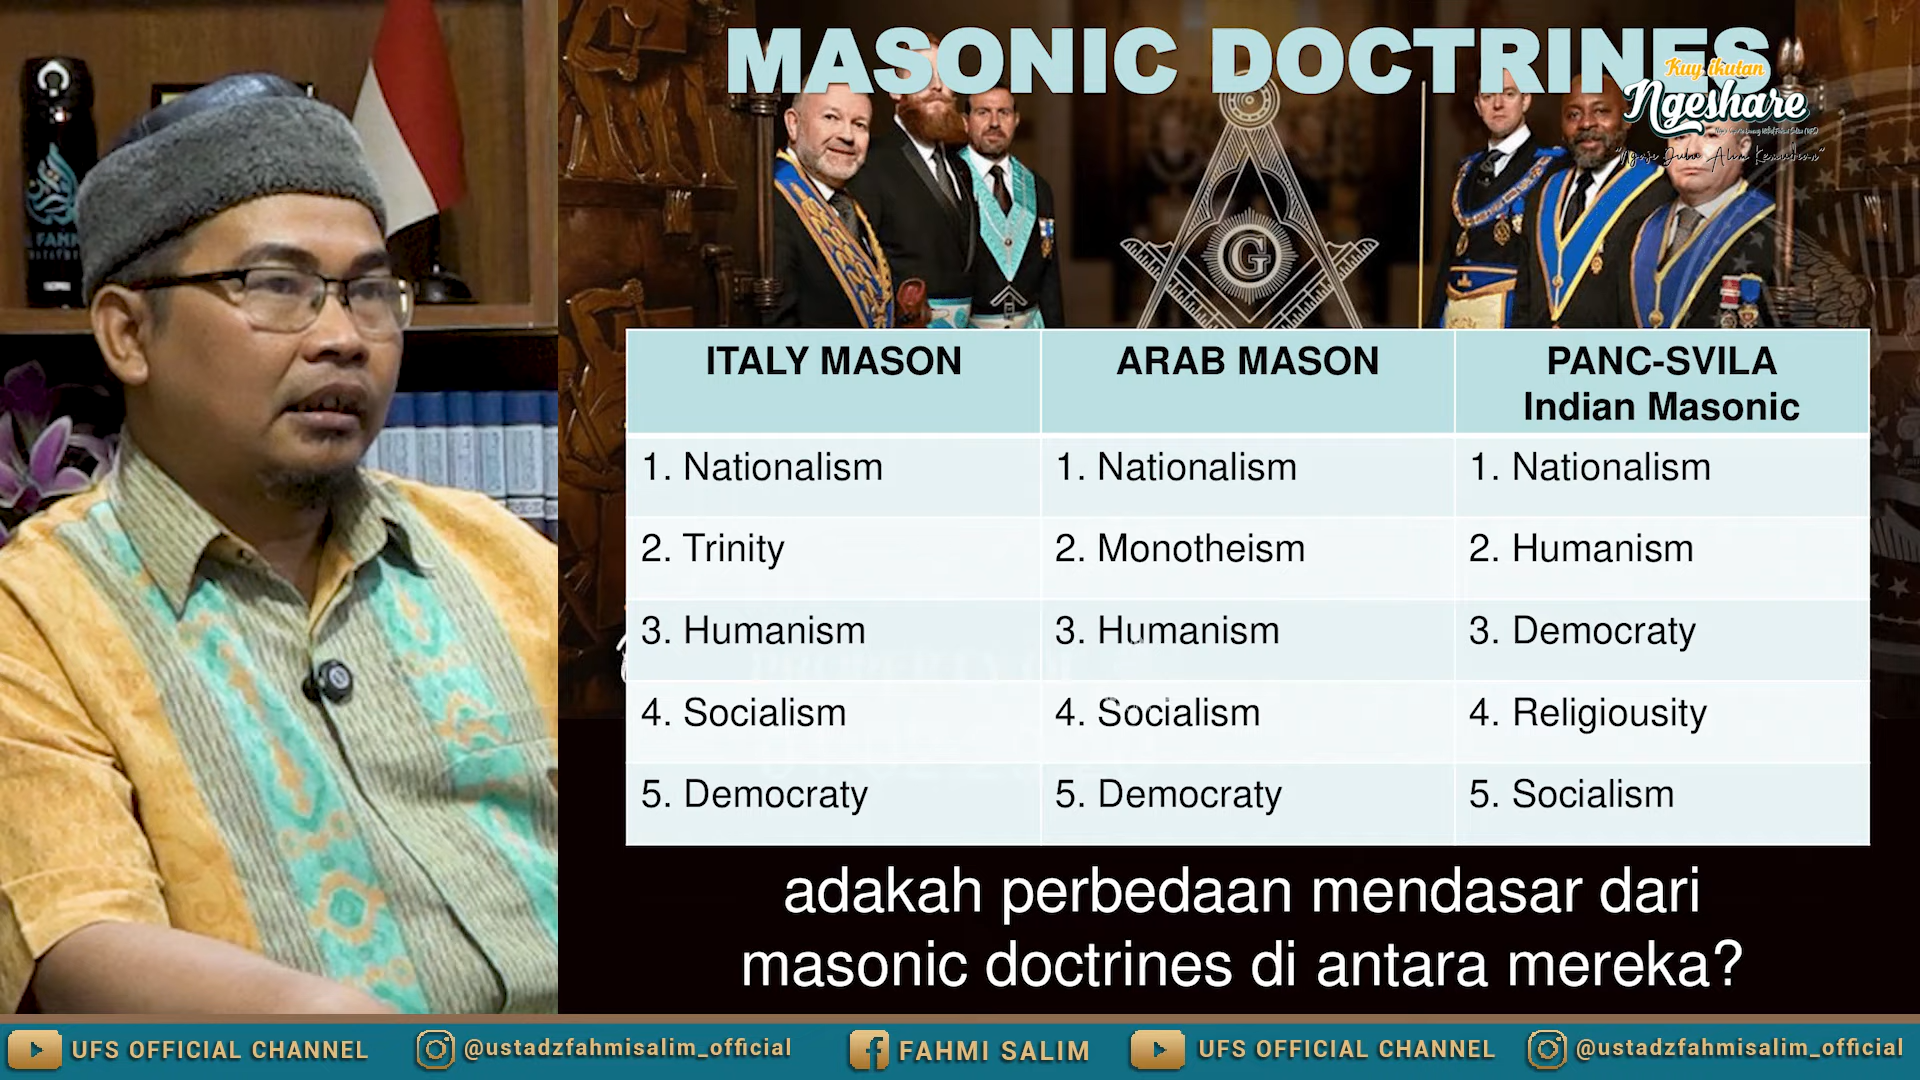 MASONIC DOCTRINES
Kuy ikutan
Ngeshare
FAHM
G
ITALY MASON
ARAB MASON
PANC-SVILA
Indian Masonic
1. Nationalism
1. Nationalism
1. Nationalism
2. Trinity
2. Monotheism
2. Humanism
3. Humanism
3. Humanism
3. Democraty
4. Socialism
4. Socialism
4. Religiousity
5. Democraty
5. Democraty
5. Socialism
adakah perbedaan mendasar dari
masonic doctrines di antara mereka?
UFS OFFICIAL CHANNEL
@ustadzfahmisalim_official
FAHMI SALIM
UFS OFFICIAL CHANNEL
@ustadzfahmisalim_official